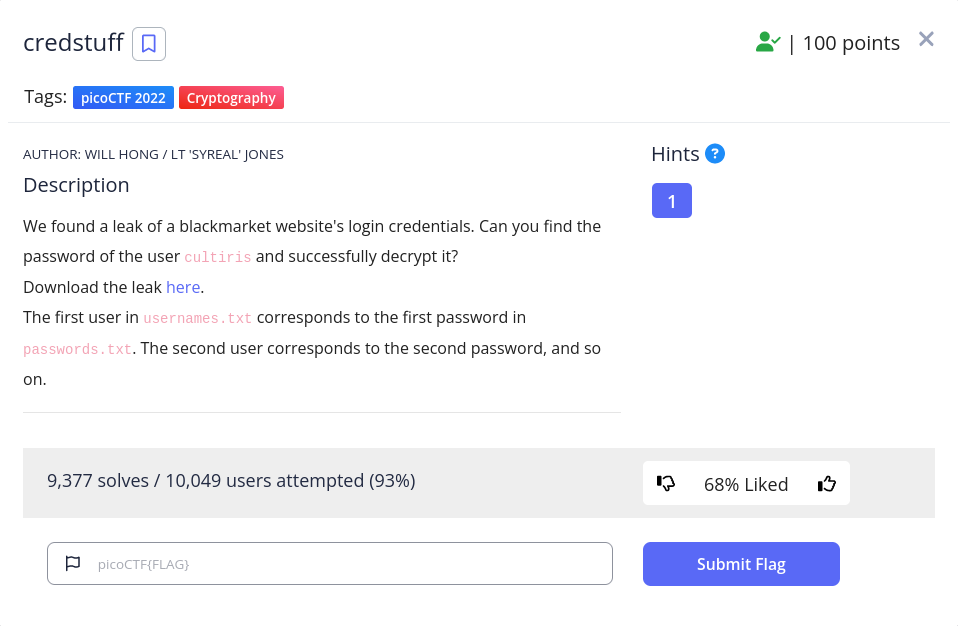 credstuff
| 100 points
Tags: picoCTF 2022 Cryptography
AUTHOR: WILL HONG / LT 'SYREAL' JONES
Description
We found a leak of a blackmarket website's login credentials. Can you find the
password of the user cultiris and successfully decrypt it?
Download the leak here.
The first user in usernames.txt corresponds to the first password in
passwords.txt. The second user corresponds to the second password, and so
on.
Hints ?
1
9,377 solves / 10,049 users attempted (93%)
68% Liked
picoCTF{FLAG}
Submit Flag